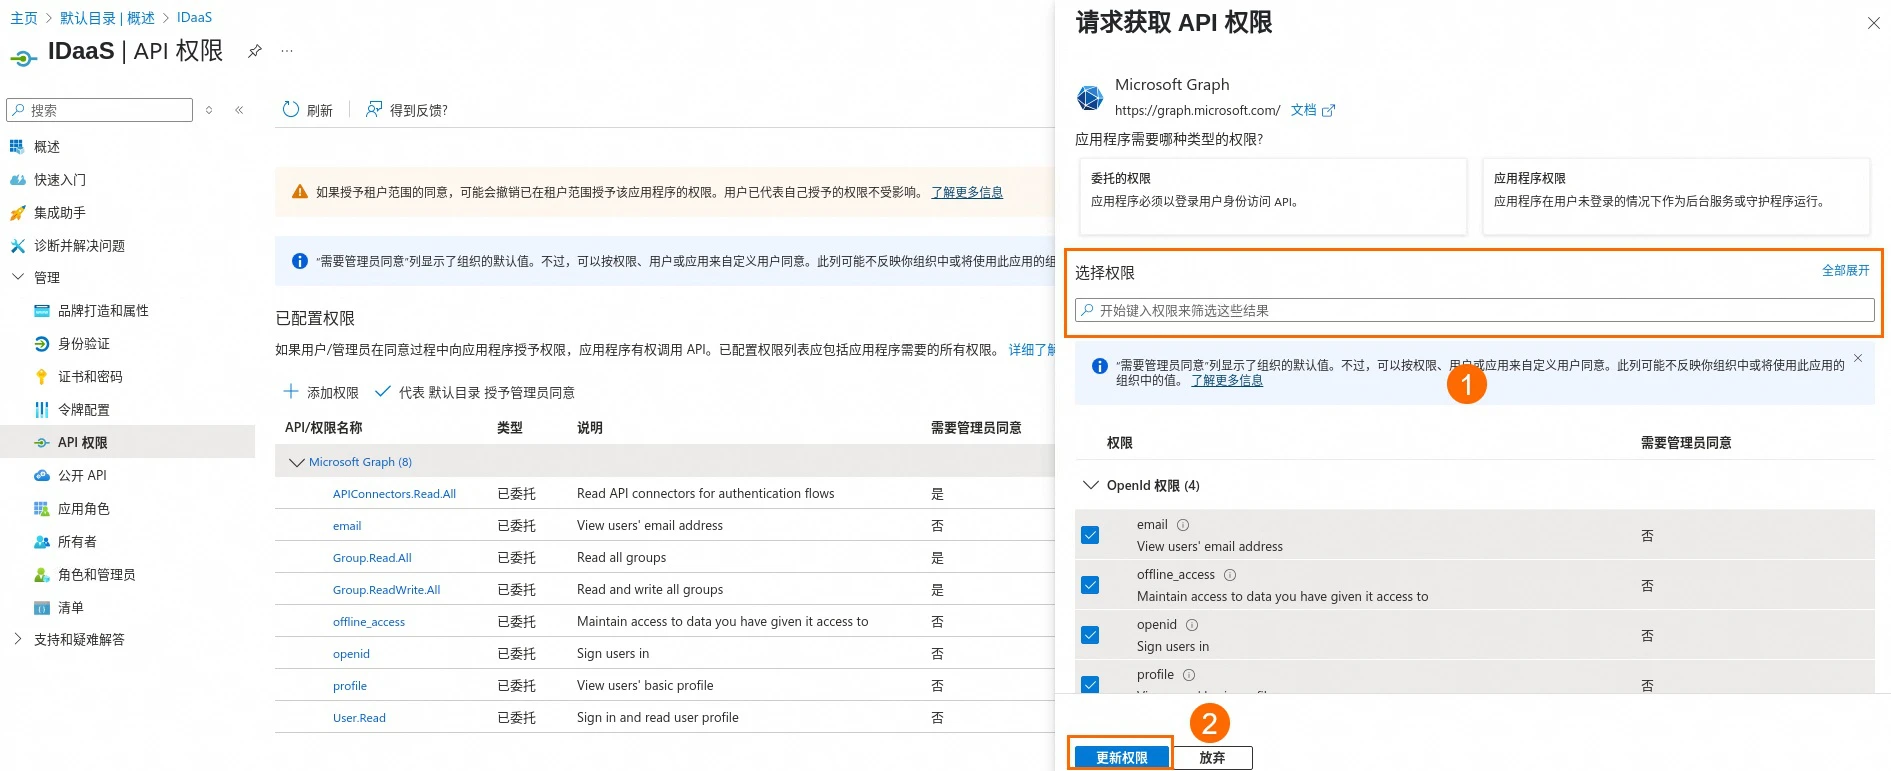 主页 > 默认目录 | 概述 > IDaaS
IDaaS | API 权限
搜索
概述
快速入门
集成助手
诊断并解决问题
管理
品牌打造和属性
身份验证
证书和密码
令牌配置
API 权限
公开 API
应用角色
所有者
角色和管理员
清单
支持和疑难解答
刷新
得到反馈?
如果授予租户范围的同意，可能会撤销已在租户范围授予该应用程序的权限。用户已代表自己授予的权限不受影响。 了解更多信息
"需要管理员同意"列显示了组织的默认值。不过，可以按权限、用户或应用来自定义用户同意。此列可能不反映你组织中或将使用此应用的组
已配置权限
如果用户/管理员在同意过程中向应用程序授予权限，应用程序有权调用 API。已配置权限列表应包括应用程序需要的所有权限。 详细了解
添加权限 代表 默认目录 授予管理员同意
API/权限名称 类型 说明 需要管理员同意
Microsoft Graph (8)
APIConnectors.Read.All 已委托 Read API connectors for authentication flows 是
email 已委托 View users' email address 否
Group.Read.All 已委托 Read all groups 是
Group.ReadWrite.All 已委托 Read and write all groups 是
offline_access 已委托 Maintain access to data you have given it access to 否
openid 已委托 Sign users in 否
profile 已委托 View users' basic profile 否
User.Read 已委托 Sign in and read user profile 否
请求获取 API 权限
Microsoft Graph
https://graph.microsoft.com/ 文档
应用程序需要哪种类型的权限?
委托的权限
应用程序必须以登录用户身份访问 API。
应用程序权限
应用程序在用户未登录的情况下作为后台服务或守护程序运行。
选择权限
全部展开
开始键入权限来筛选这些结果
"需要管理员同意"列显示了组织的默认值。不过，可以按权限、用户或应用来自定义用户同意。此列可能不反映你组织中或将使用此应用的
组织中的值。 了解更多信息
1
权限 需要管理员同意
OpenId 权限 (4)
email
View users' email address
否
offline_access
Maintain access to data you have given it access to
否
openid
Sign users in
否
profile
否
2
更新权限
放弃